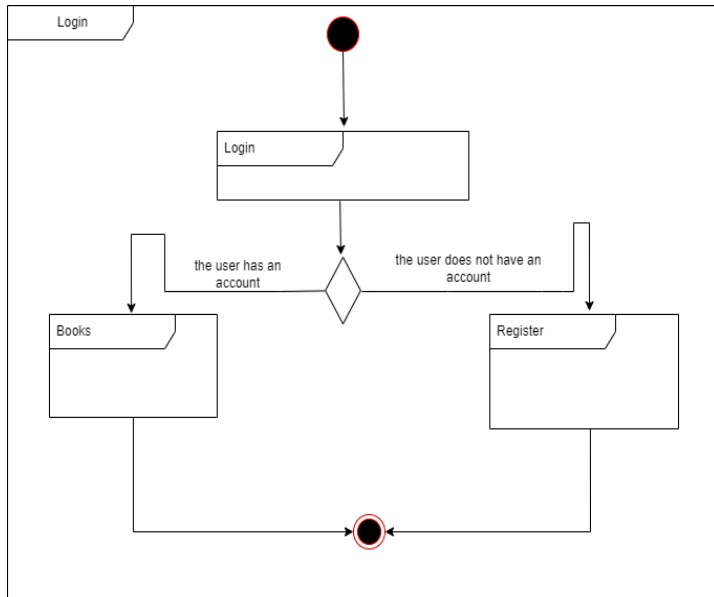 Login
Login
the user has an
account
the user does not have an
account
Books
Register